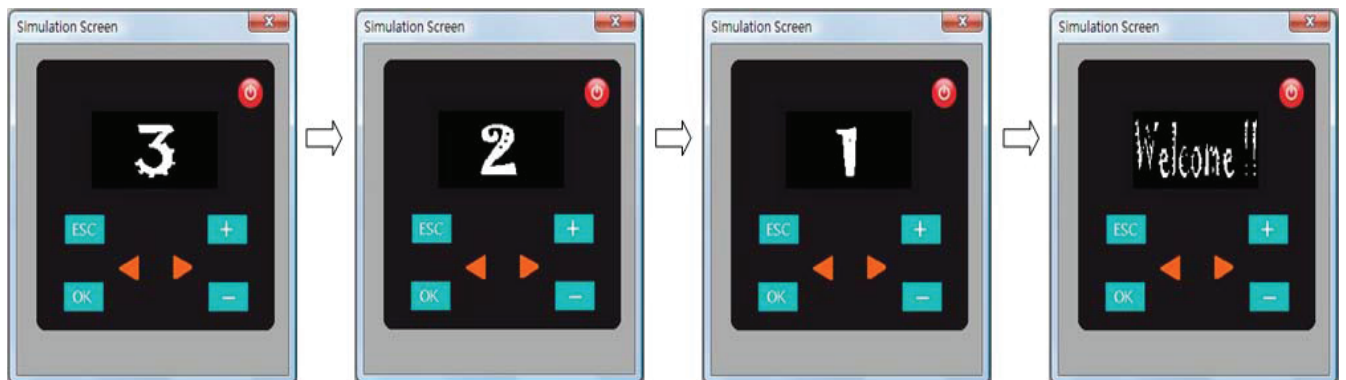 Simulation Screen
X
3
ESC
+
OK
−
Simulation Screen
X
2
ESC
+
OK
−
Simulation Screen
X
1
ESC
+
OK
−
Simulation Screen
X
Welcome !!
ESC
+
OK
−